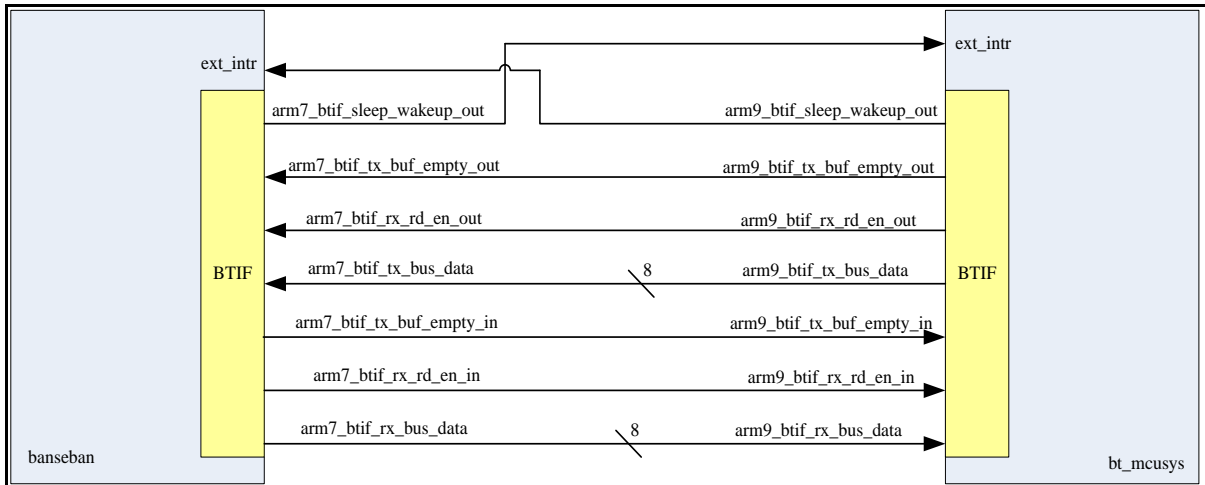 ext_intr
ext_intr
arm7_btif_sleep_wakeup_out arm9_btif_sleep_wakeup_out
arm7_btif_tx_buf_empty_out arm9_btif_tx_buf_empty_out
arm7_btif_rx_rd_en_out arm9_btif_rx_rd_en_out
BTIF arm7_btif_tx_bus_data 8 arm9_btif_tx_bus_data BTIF
arm7_btif_tx_buf_empty_in arm9_btif_tx_buf_empty_in
arm7_btif_rx_rd_en_in arm9_btif_rx_rd_en_in
arm7_btif_rx_bus_data 8 arm9_btif_rx_bus_data
banseban bt_mcusys